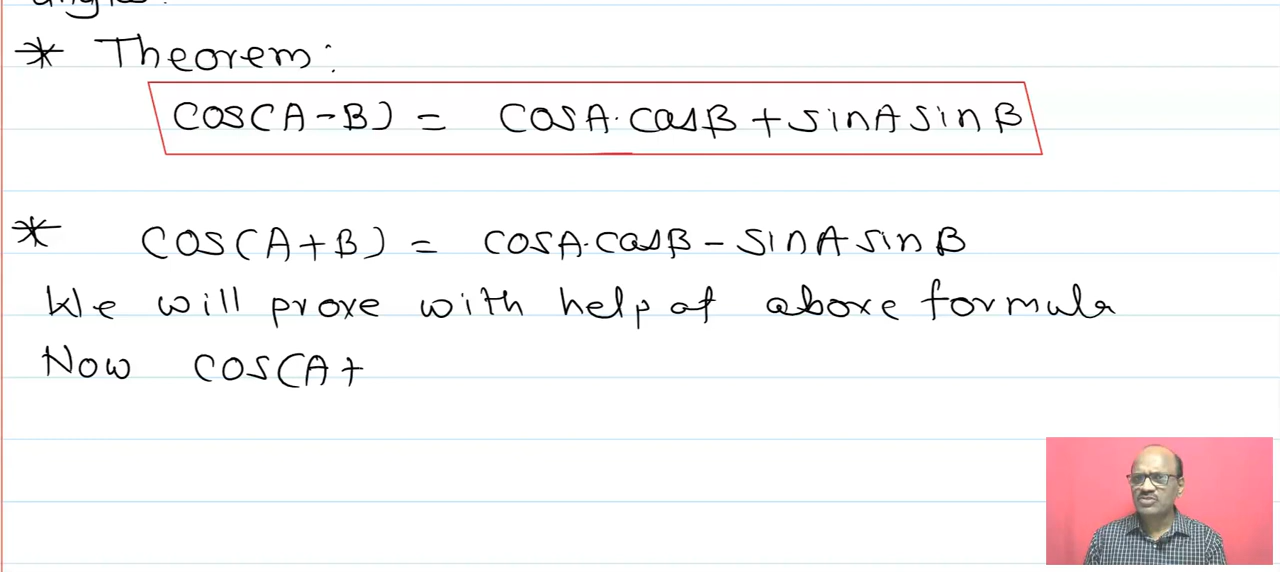 angles.
* Theorem:
COS(A-B) = COSA. COSB + sinA sinB
* COS(A+B) = COSA. COSB - sinA sinB
We will prove with help of above formula
Now COS(A+